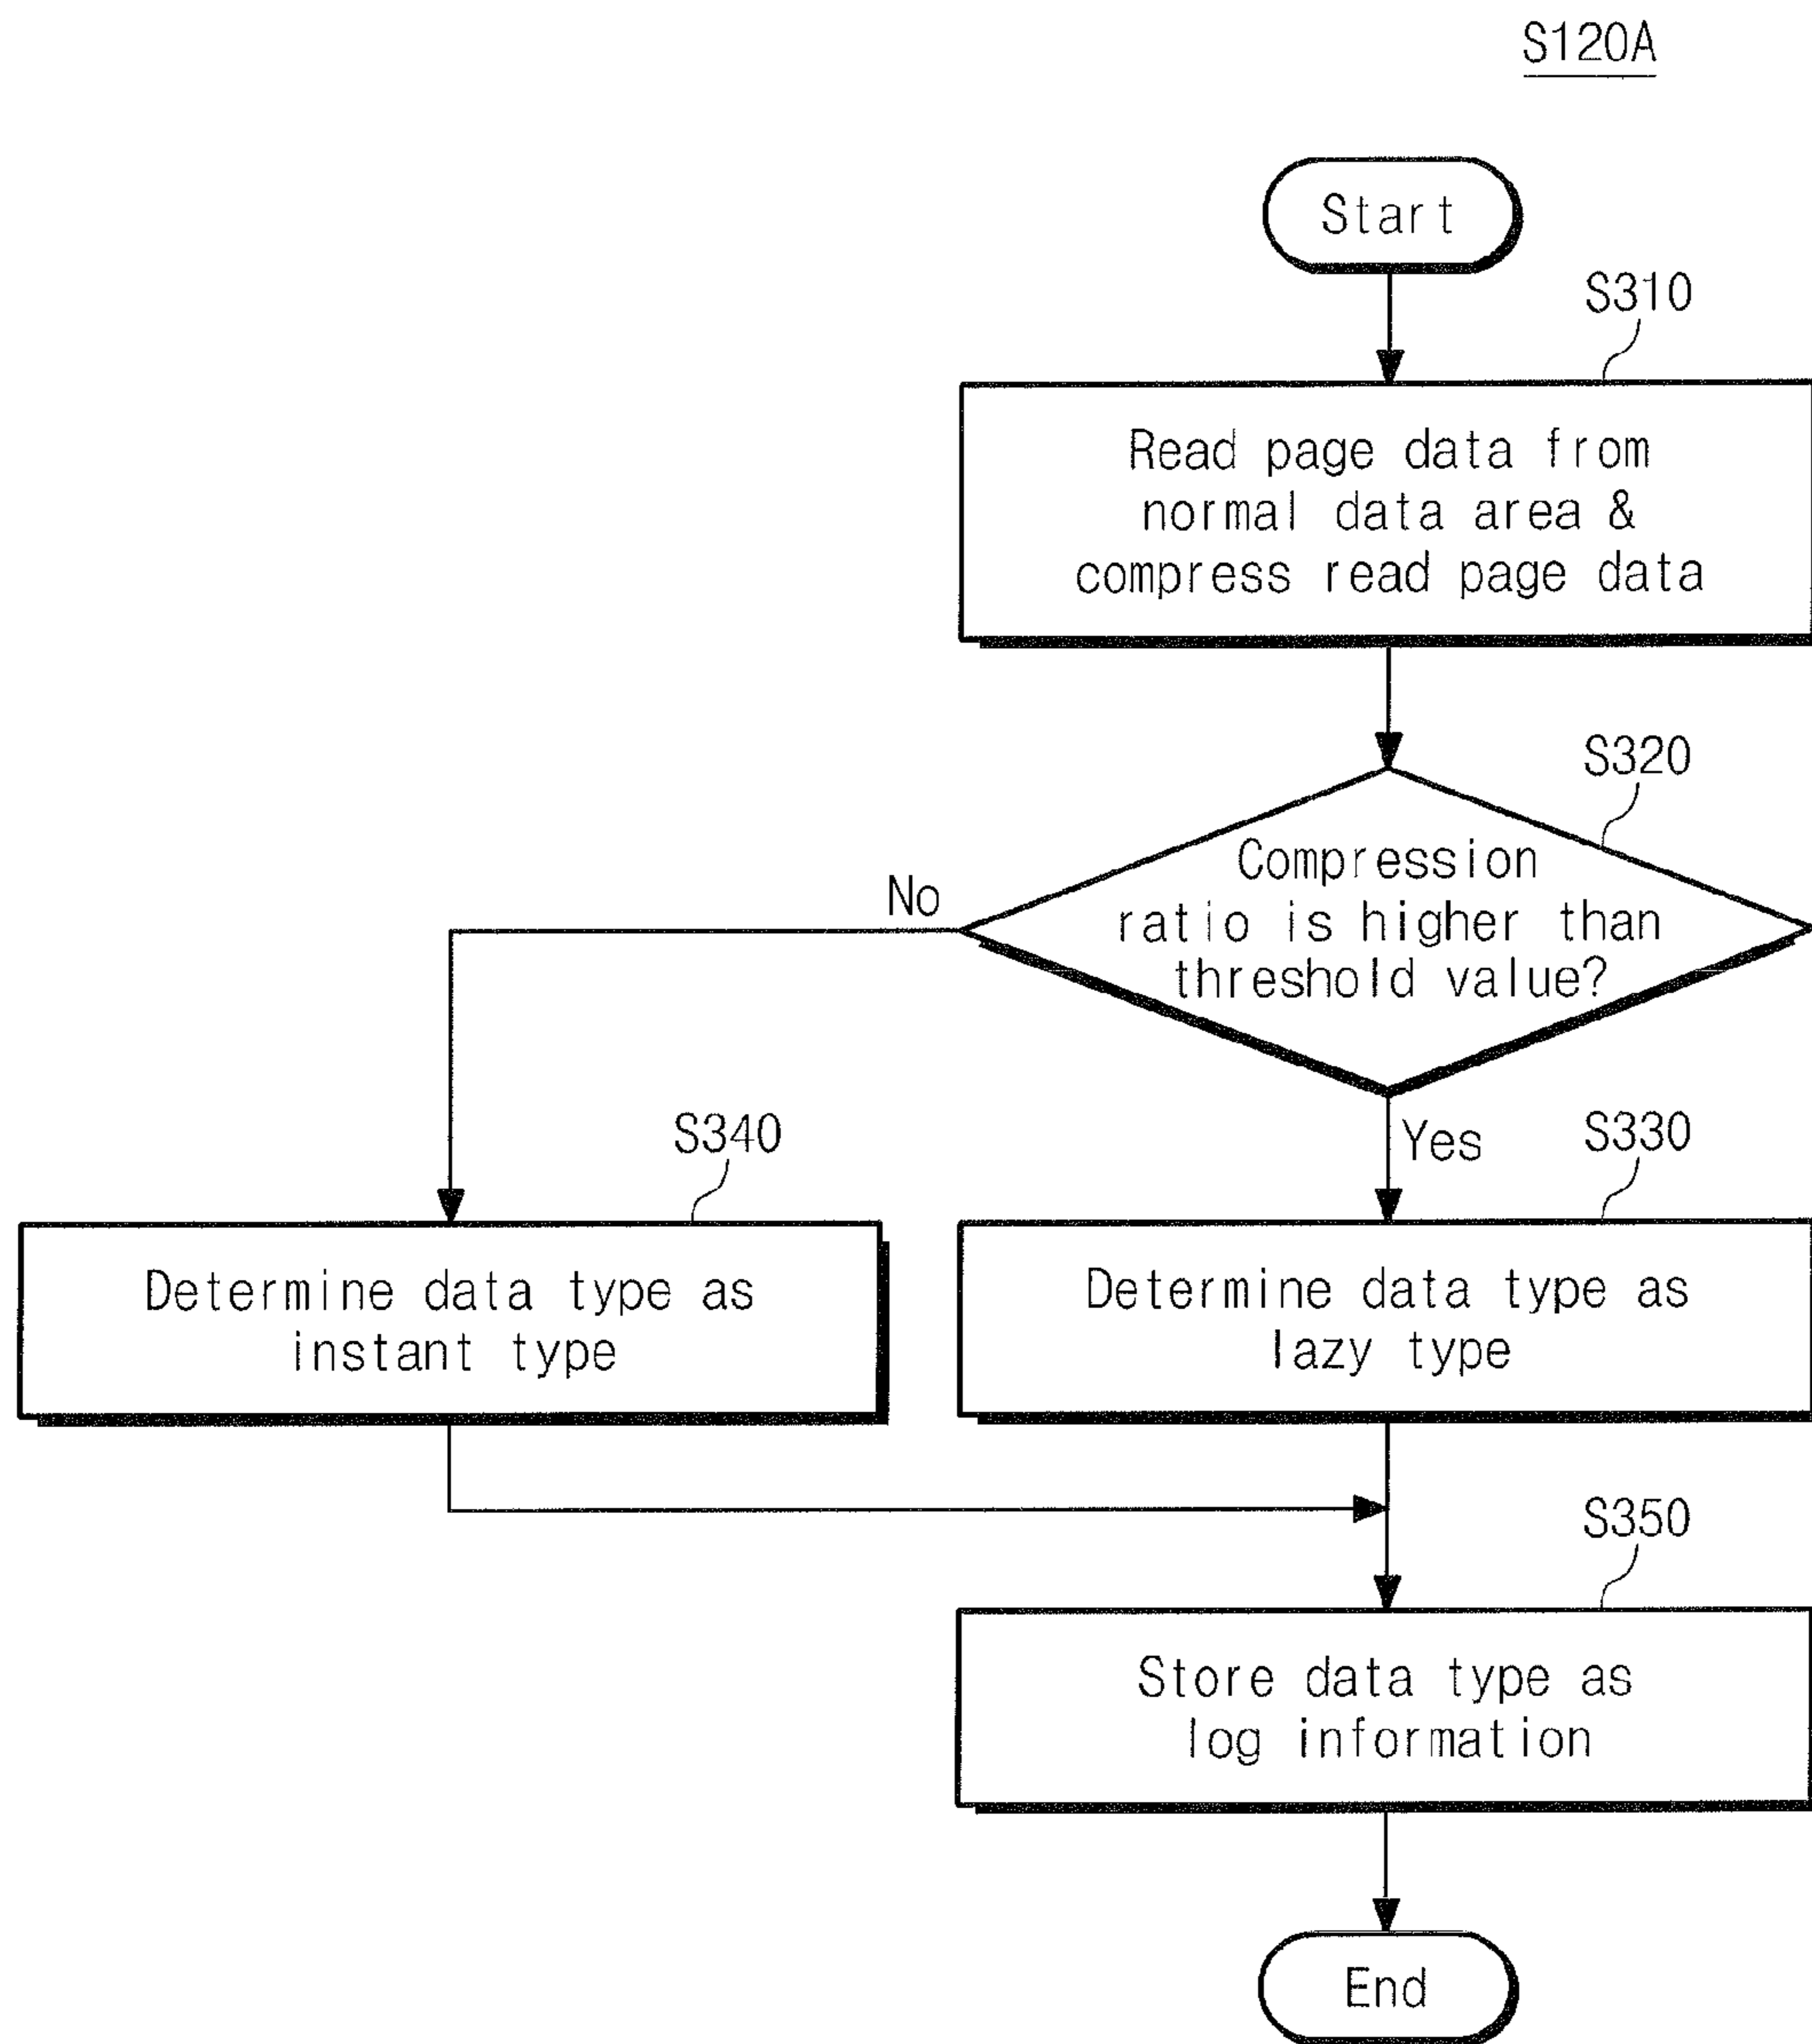 S120A
Start
S310
Read page data from
normal data area &
compress read page data
S320
Compression
ratio is higher than
threshold value?
No
Yes
S340
S330
Determine data type as
instant type
Determine data type as
lazy type
S350
Store data type as
log information
End